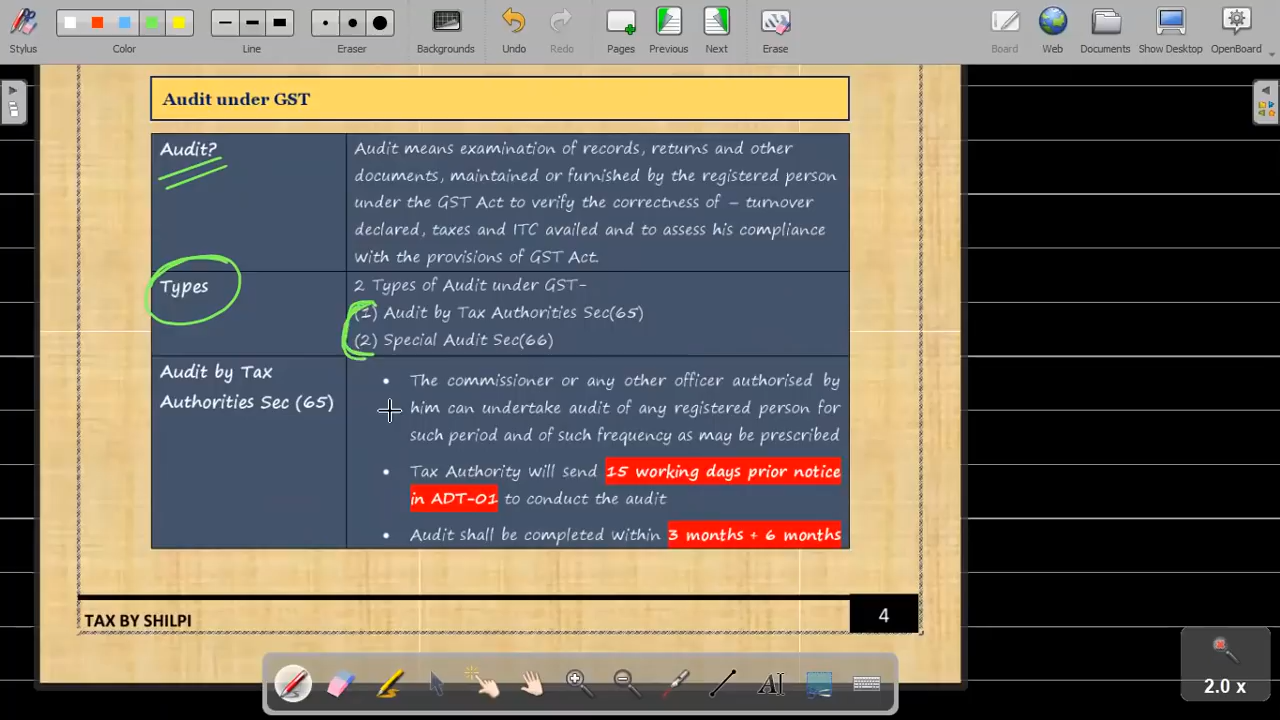 Stylus
Color
Line
Eraser
Backgrounds
Undo
Redo
Pages
Previous
Next
Erase
Board
Web
Documents
Show Desktop
OpenBoard
Audit under GST
Audit?
Audit means examination of records, returns and other
documents, maintained or furnished by the registered person
under the GST Act to verify the correctness of – turnover
declared, taxes and ITC availed and to assess his compliance
with the provisions of GST Act.
Types
2 Types of Audit under GST-
(1) Audit by Tax Authorities Sec(65)
(2) Special Audit Sec(66)
Audit by Tax
Authorities Sec (65)
• The commissioner or any other officer authorised by
him can undertake audit of any registered person for
such period and of such frequency as may be prescribed
• Tax Authority will send 15 working days prior notice
in ADT-01 to conduct the audit
• Audit shall be completed within 3 months + 6 months
TAX BY SHILPI
4
2.0 x